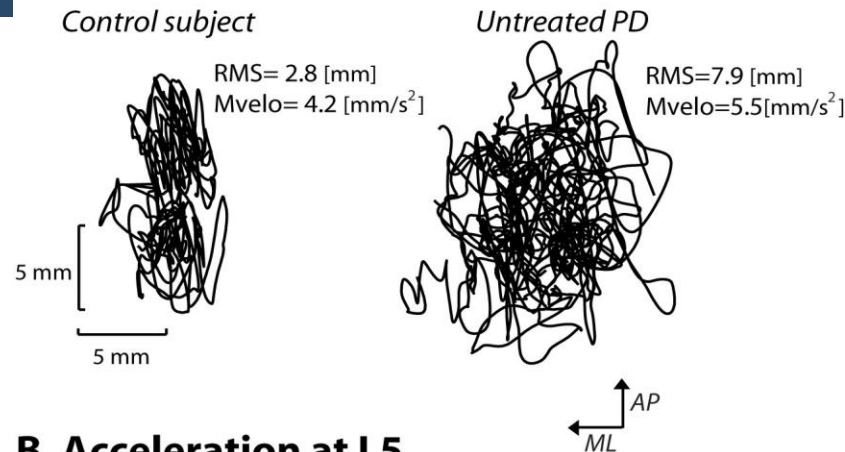 Control subject
RMS= 2.8 [mm]
Mvelo= 4.2 [mm/s²]
Untreated PD
RMS=7.9 [mm]
Mvelo=5.5[mm/s²]
5 mm
5 mm
AP
ML
B. Acceleration at L5